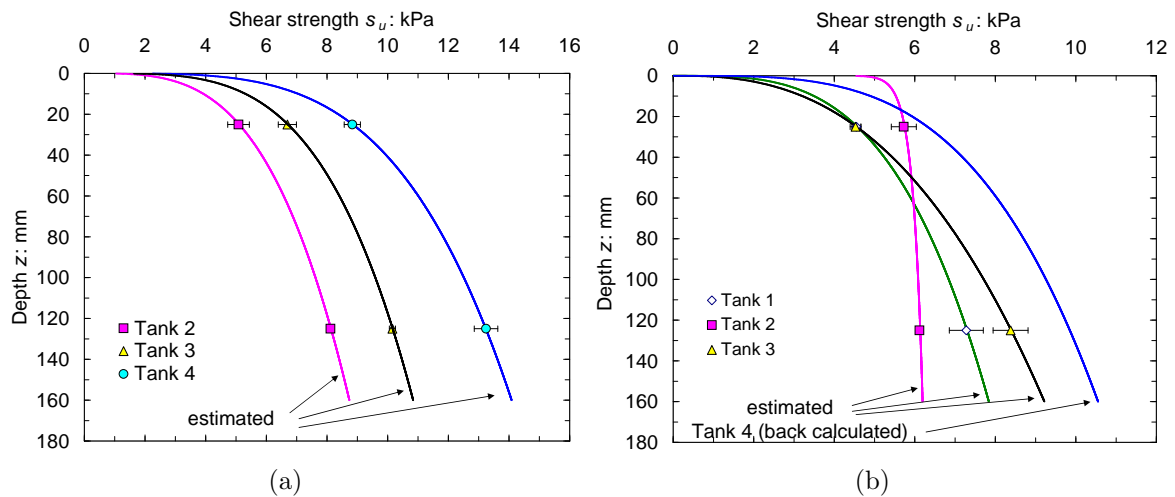 Shear strength s u : kPa
0 2 4 6 8 10 12 14 16
0
20
40
60
80
100
120
140
160
180
Depth z: mm
Tank 2
Tank 3
Tank 4
estimated
(a)
Shear strength s u : kPa
0 2 4 6 8 10 12
0
20
40
60
80
100
120
140
160
180
Depth z: mm
Tank 1
Tank 2
Tank 3
estimated
Tank 4 (back calculated)
(b)